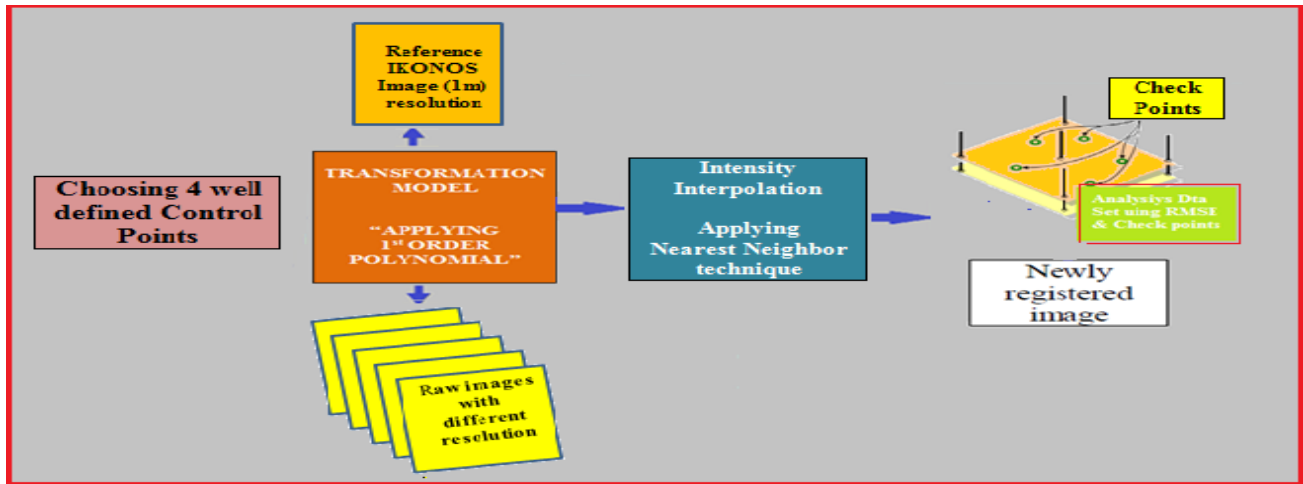 Choosing 4 well
defined Control
Points
Reference
IKONOS
Image (1m)
resolution
TRANSFORMATION
MODEL
“APPLYING
1st ORDER
POLYNOMIAL”
Raw images
with
different
resolution
Intensity
Interpolation
Applying
Nearest Neighbor
technique
Check
Points
Analysiys Dta
Set uing RMSE
& Check points
Newly
registered
image